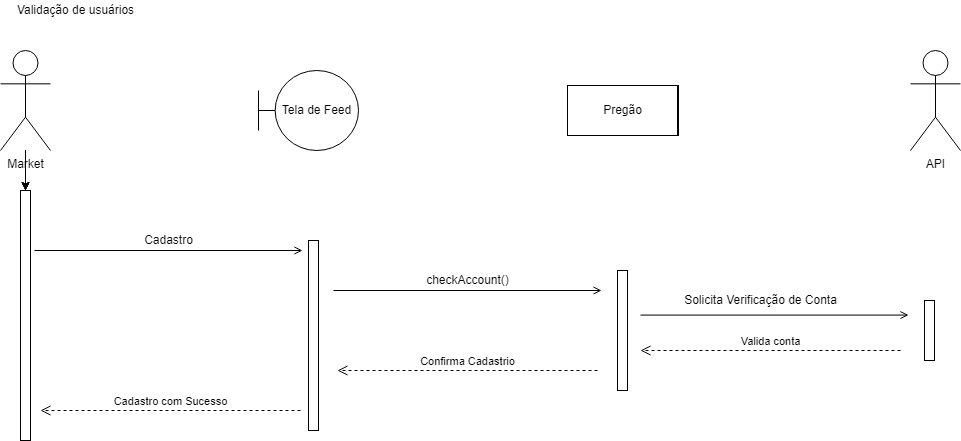 Validação de usuários
Tela de Feed
Pregão
Market
API
Cadastro
checkAccount()
Solicita Verificação de Conta
Valida conta
Confirma Cadastrio
Cadastro com Sucesso